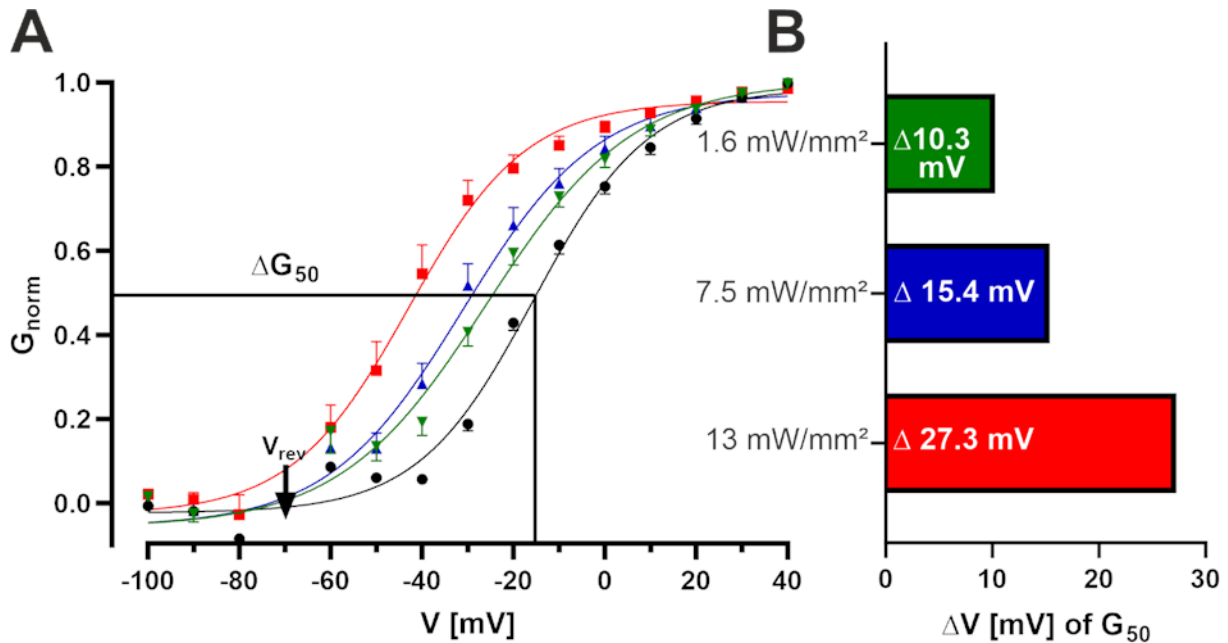 A
B
1.0
0.8
0.6
0.4
0.2
0.0
G_norm
ΔG₅₀
V_rev
-100
-80
-60
-40
-20
0
20
40
V [mV]
1.6 mW/mm²
Δ10.3
mV
7.5 mW/mm²
Δ 15.4 mV
13 mW/mm²
Δ 27.3 mV
0
10
20
30
ΔV [mV] of G₅₀